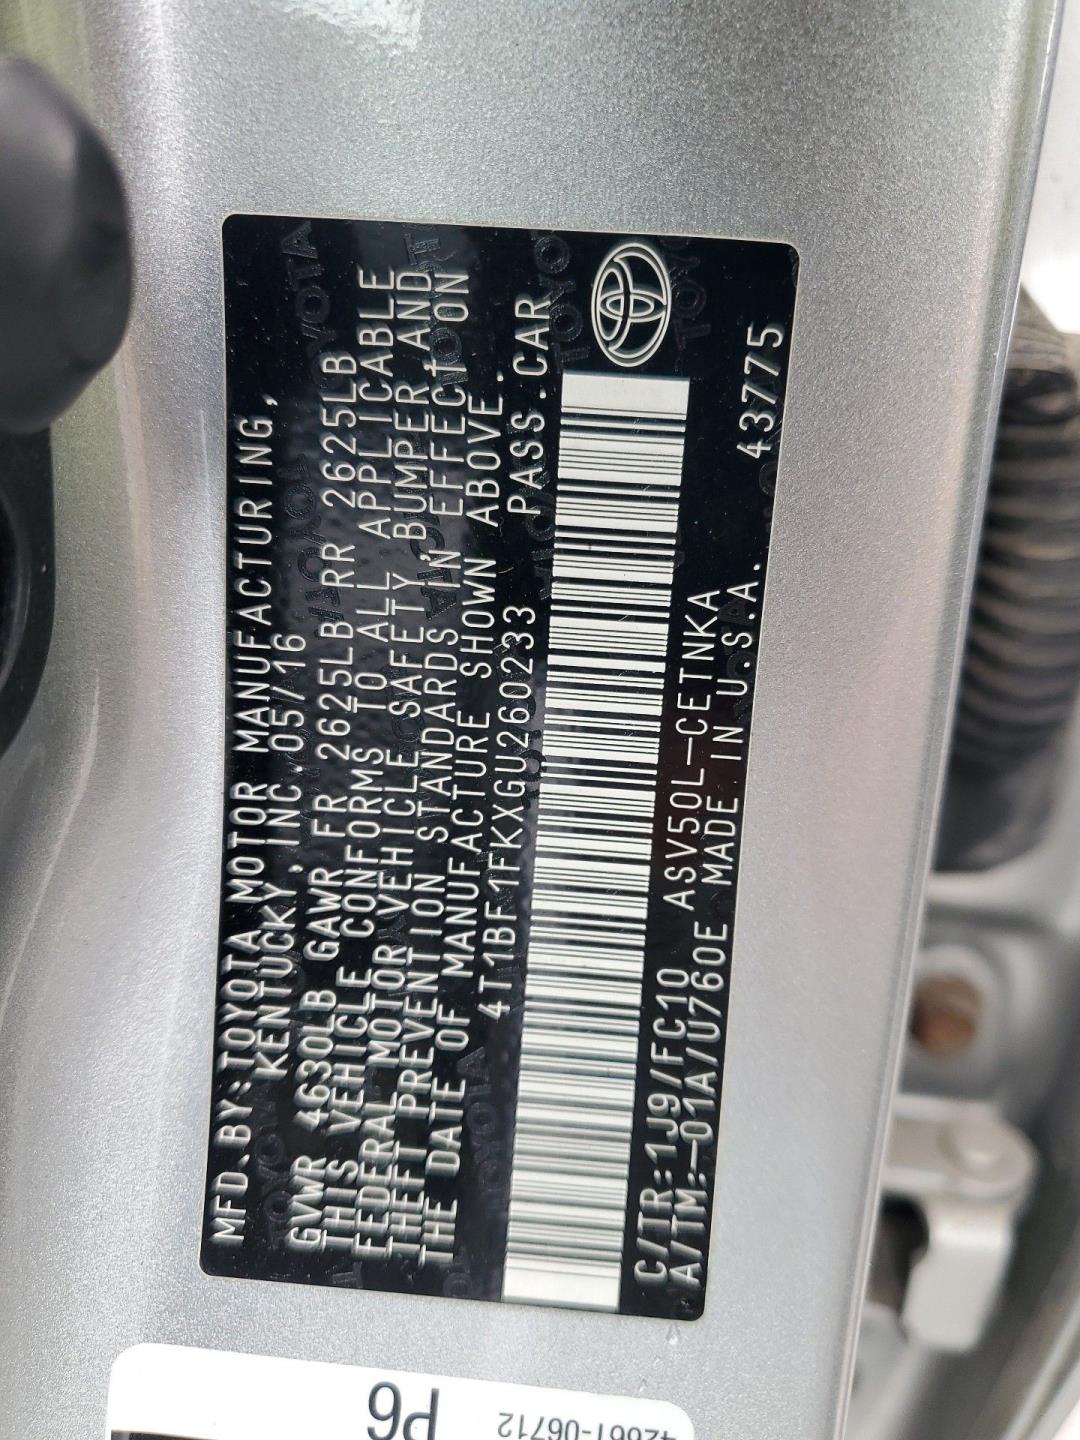 MFD.BY:TOYOTA MOTOR MANUFACTURING,
KENTUCKY, INC.05/16
GVWR 4630LB GAWR FR 2625LB RR 2625LB
THIS VEHICLE CONFORMS TO ALL APPLICABLE
FEDERAL MOTOR VEHICLE SAFETY,BUMPER,AND
THEFT PREVENTION STANDARDS IN EFFECT ON
THE DATE OF MANUFACTURE SHOWN ABOVE.
4T1BF1FKXGU260233 PASS.CAR
C/TR:1J9/FC10 ASV50L-CETNKA 43775
A/TM:-01A/U760E MADE IN U.S.A.
P6
42661-06712